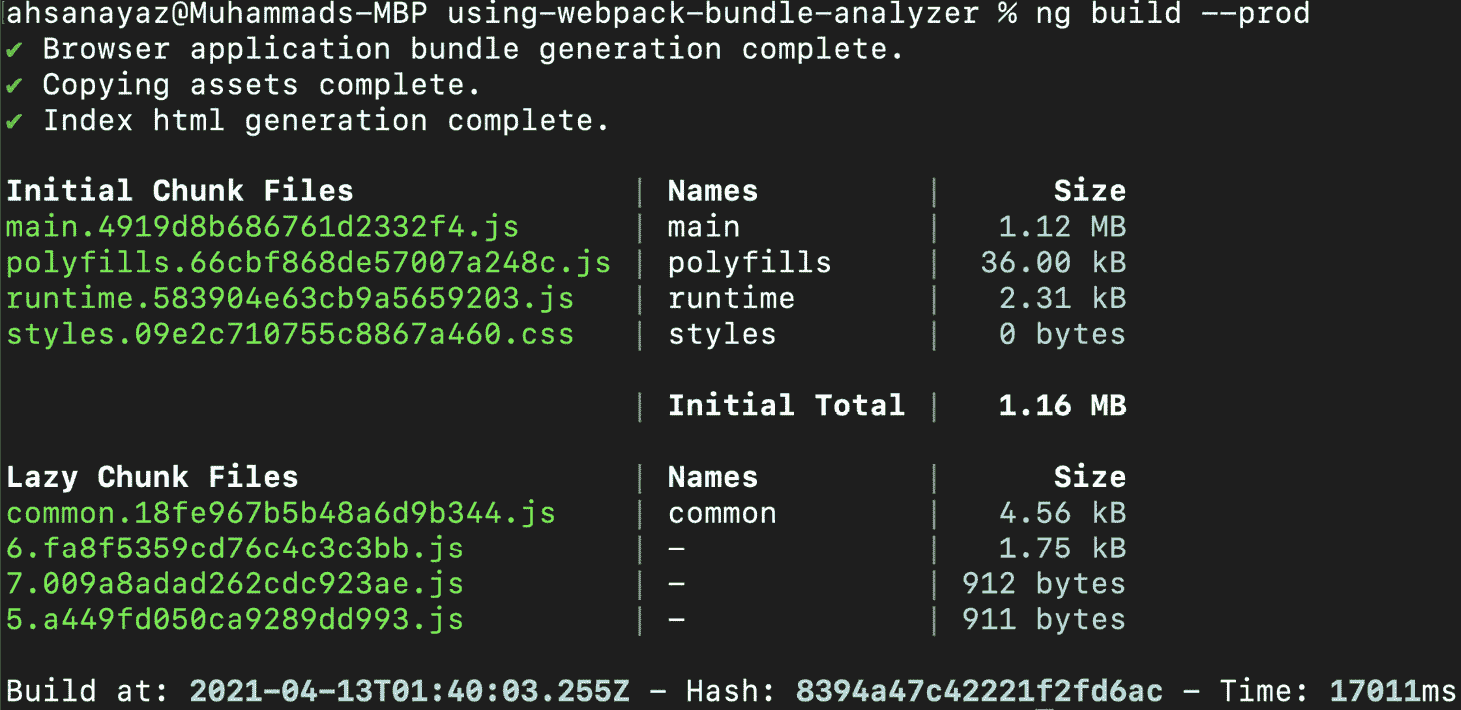 ahsanayaz@Muhammads-MBP using-webpack-bundle-analyzer % ng build --prod
✔ Browser application bundle generation complete.
✔ Copying assets complete.
✔ Index html generation complete.
Initial Chunk Files | Names | Size
main.4919d8b686761d2332f4.js | main | 1.12 MB
polyfills.66cbf868de57007a248c.js | polyfills | 36.00 kB
runtime.583904e63cb9a5659203.js | runtime | 2.31 kB
styles.09e2c710755c8867a460.css | styles | 0 bytes
| Initial Total | 1.16 MB
Lazy Chunk Files | Names | Size
common.18fe967b5b48a6d9b344.js | common | 4.56 kB
6.fa8f5359cd76c4c3c3bb.js | – | 1.75 kB
7.009a8adad262cdc923ae.js | – | 912 bytes
5.a449fd050ca9289dd993.js | – | 911 bytes
Build at: 2021-04-13T01:40:03.255Z – Hash: 8394a47c42221f2fd6ac – Time: 17011ms